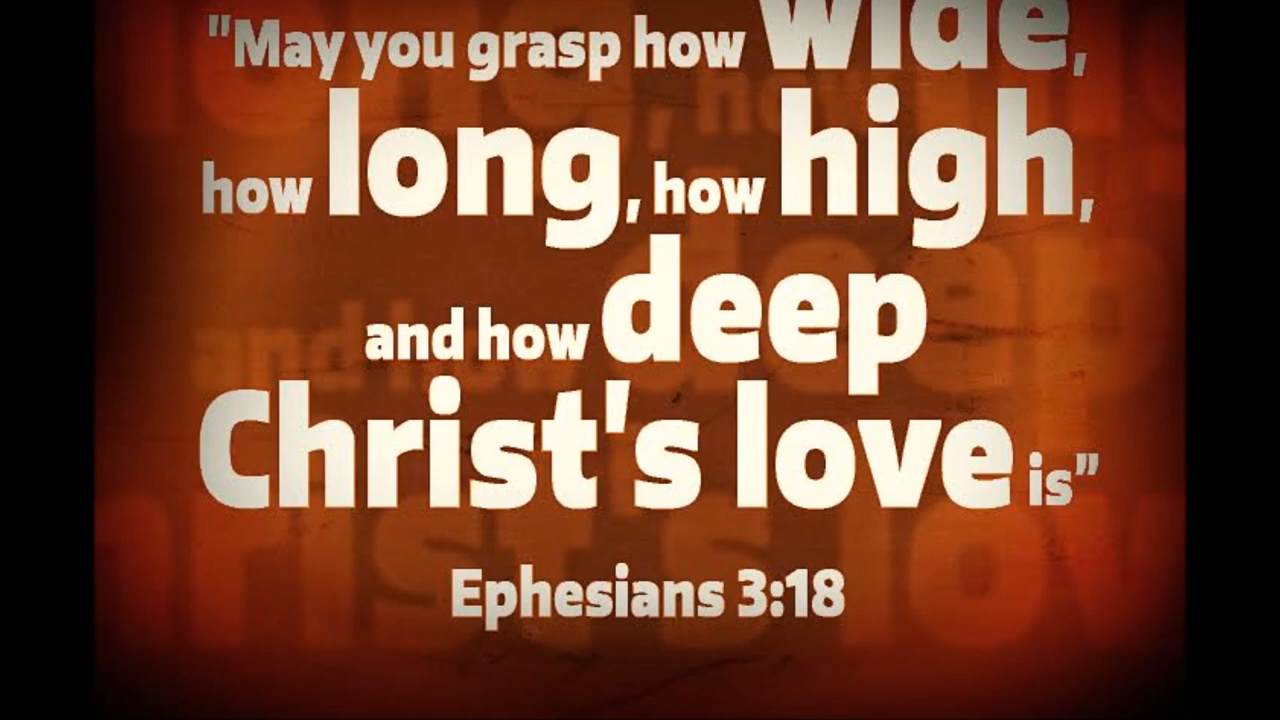 "May you grasp how wide,
how long, how high,
and how deep
Christ's love is”
Ephesians 3:18